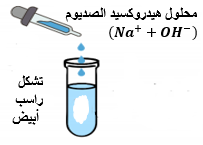 محلول هيدروكسيد الصديوم
(Na⁺ + OH⁻)
تشكل
راسب
أبيض